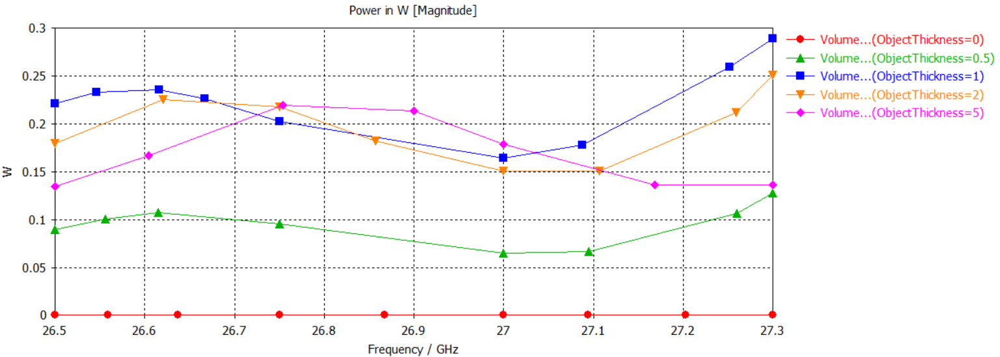 Power in W [Magnitude]
0.3
0.25
0.2
0.15
0.1
0.05
0
W
26.5 26.6 26.7 26.8 26.9 27 27.1 27.2 27.3
Frequency / GHz
Volume...(ObjectThickness=0)
Volume...(ObjectThickness=0.5)
Volume...(ObjectThickness=1)
Volume...(ObjectThickness=2)
Volume...(ObjectThickness=5)